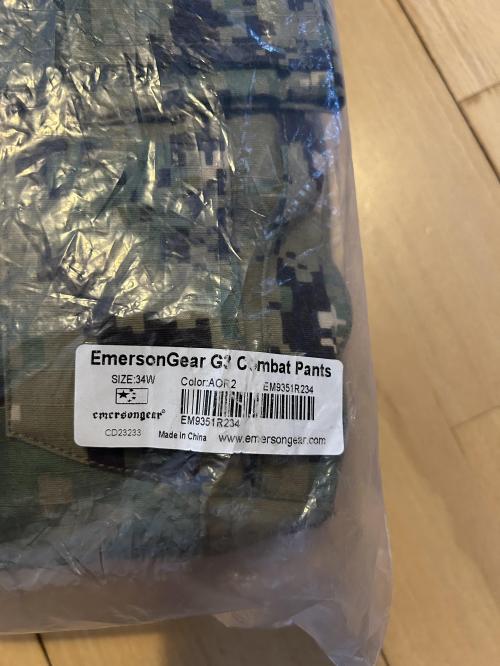 EmersonGear G3 Combat Pants
SIZE:34W
Color:AOR2 EM9351R234
emersongear®
EM9351R234
CD23233
Made in China www.emersongear.com